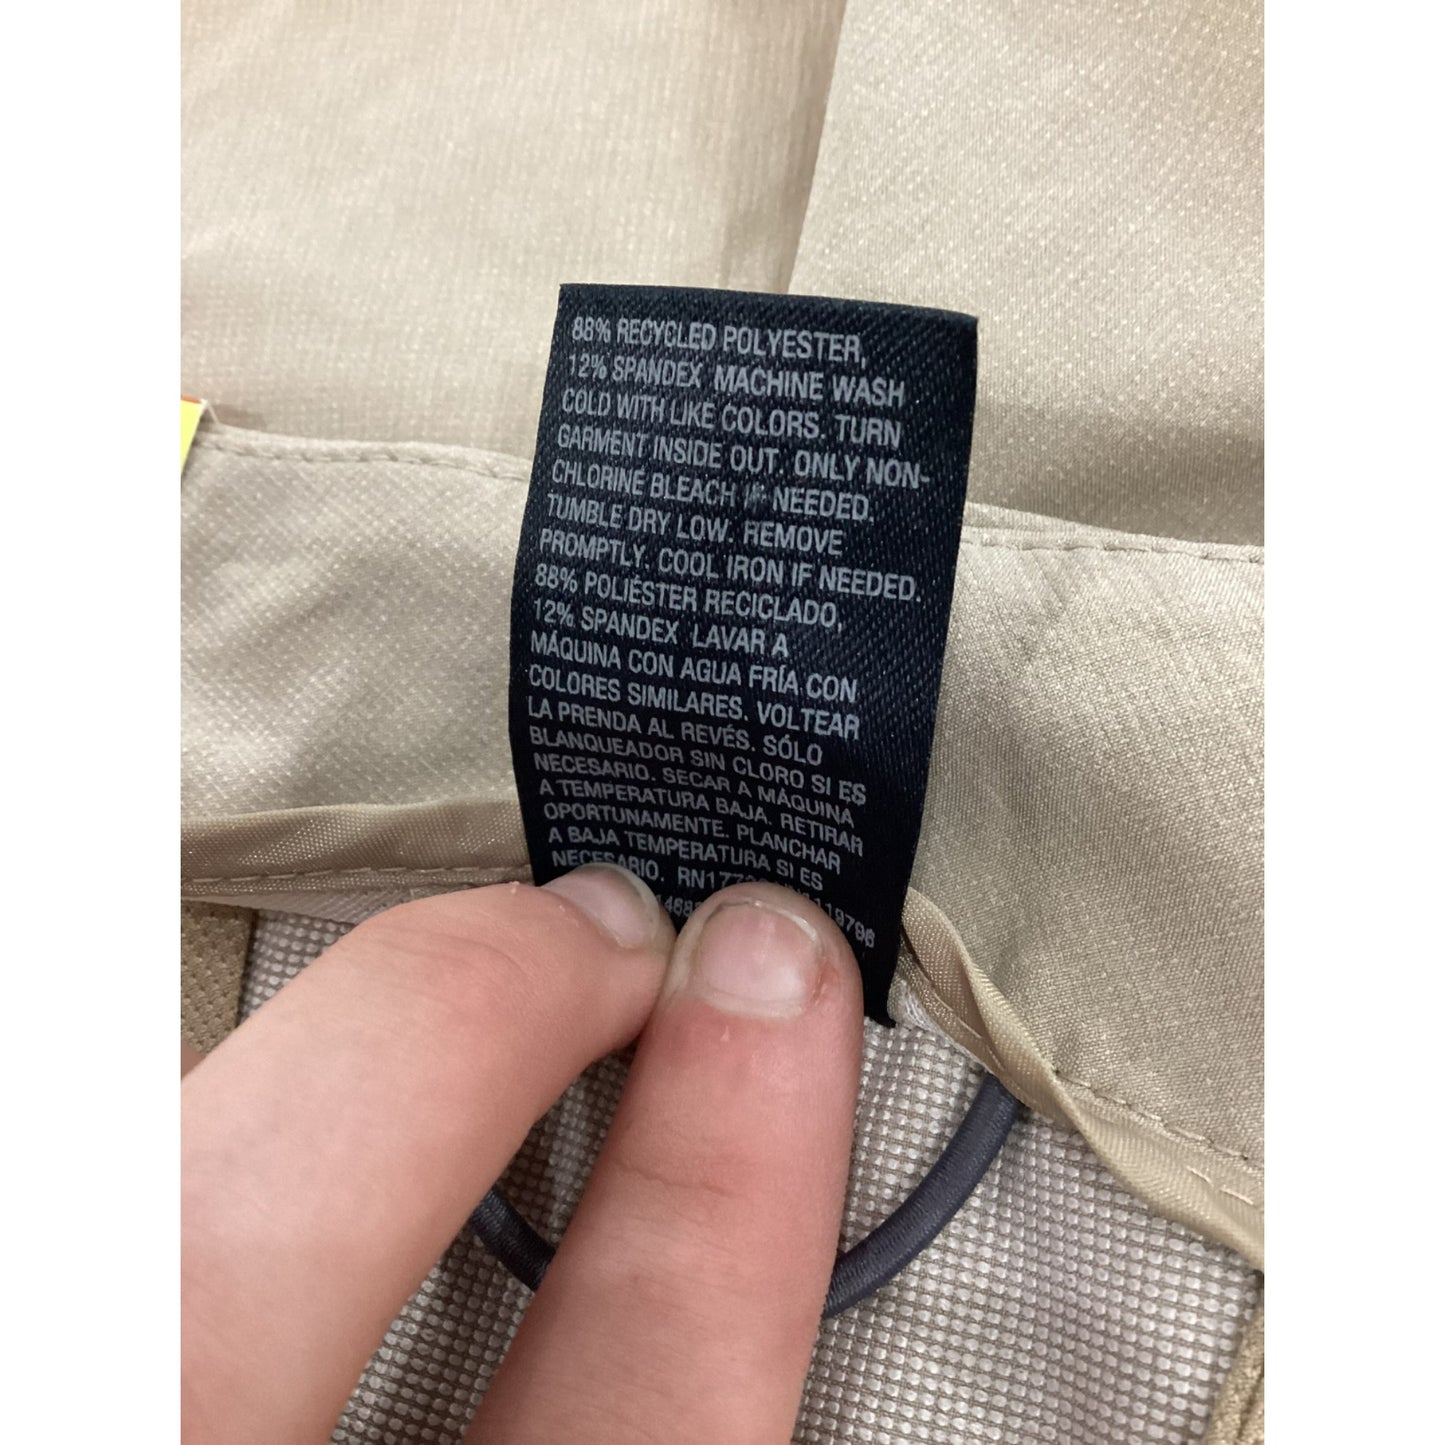 88% RECYCLED POLYESTER,
12% SPANDEX MACHINE WASH
COLD WITH LIKE COLORS. TURN
GARMENT INSIDE OUT. ONLY NON-
CHLORINE BLEACH IF NEEDED.
TUMBLE DRY LOW. REMOVE
PROMPTLY. COOL IRON IF NEEDED.
88% POLIÉSTER RECICLADO,
12% SPANDEX LAVAR A
MÁQUINA CON AGUA FRÍA CON
COLORES SIMILARES. VOLTEAR
LA PRENDA AL REVÉS. SÓLO
BLANQUEADOR SIN CLORO SI ES
NECESARIO. SECAR A MÁQUINA
A TEMPERATURA BAJA. RETIRAR
OPORTUNAMENTE. PLANCHAR
A BAJA TEMPERATURA SI ES
NECESARIO.